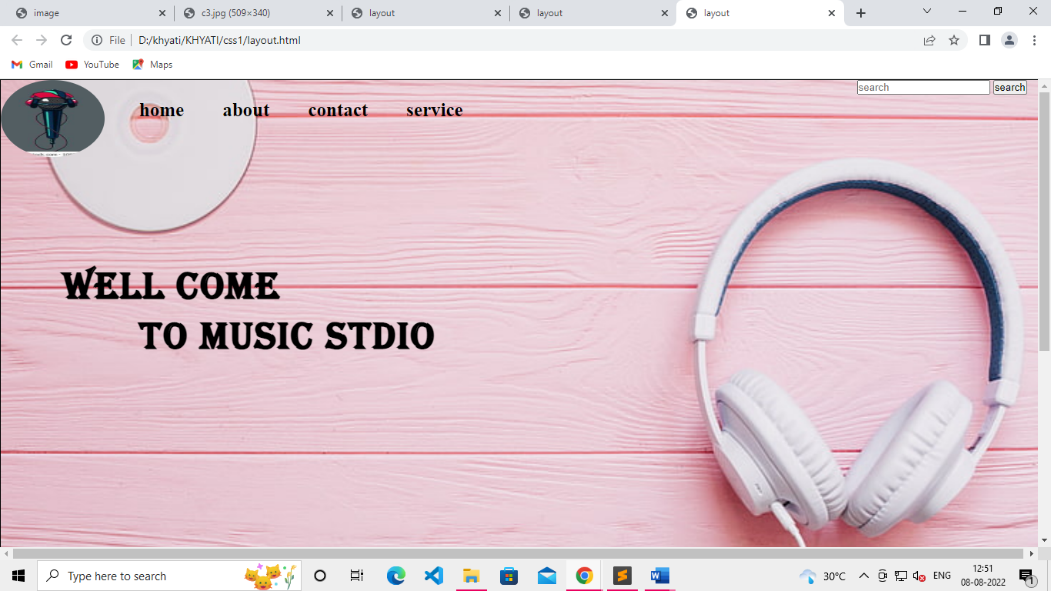 image
c3.jpg (509×340)
layout
layout
layout
File
D:/khyati/KHYATI/css1/layout.html
Gmail
YouTube
Maps
home about contact service
search
search
WELL COME
TO MUSIC STDIO
Type here to search
30°C
ENG
12:51
08-08-2022
1